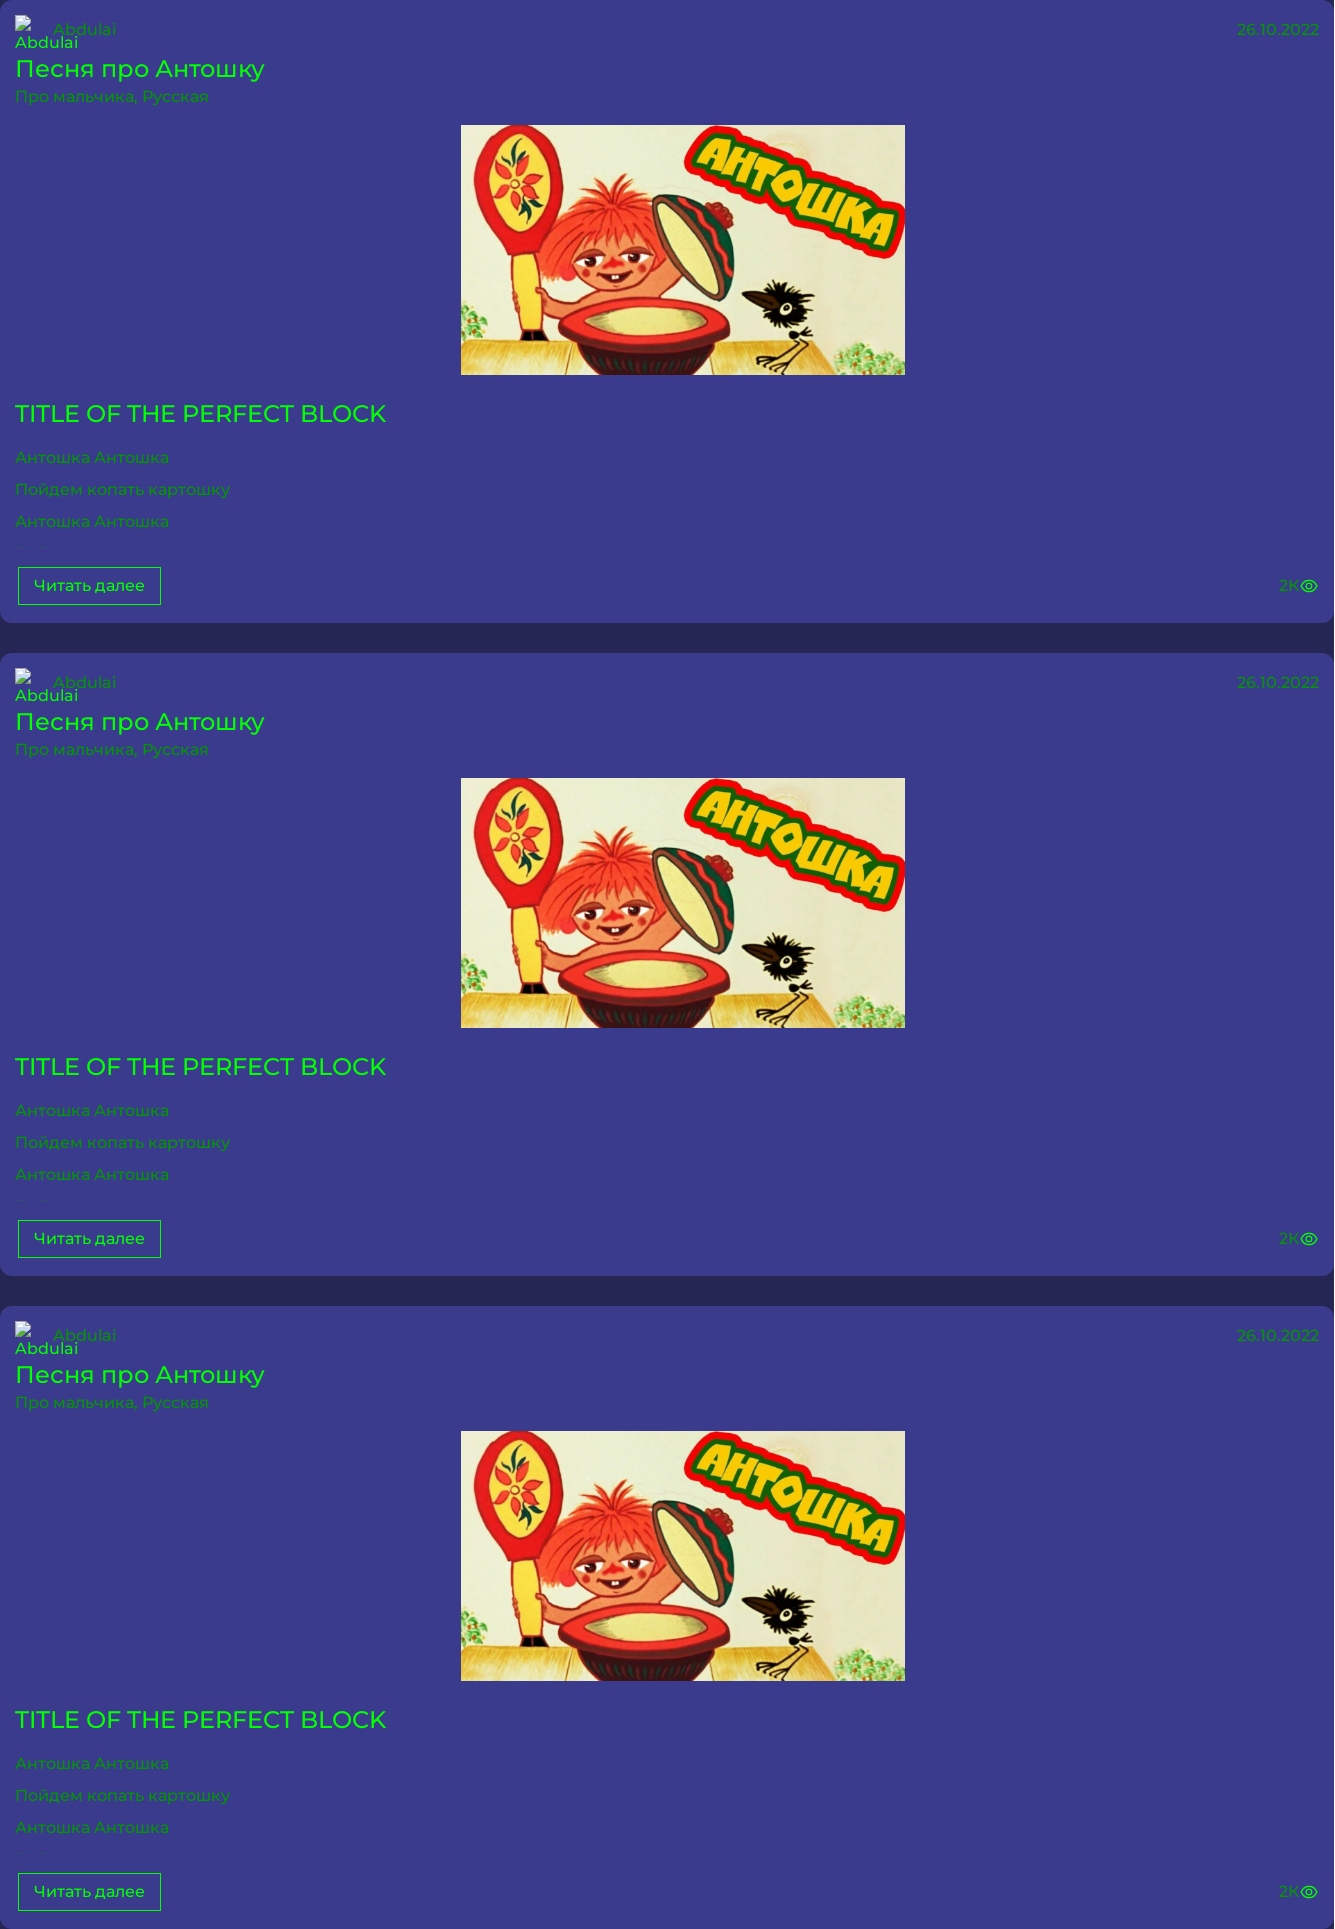 Abdulai 26.10.2022
Abdulai
Песня про Антошку
Про мальчика, Русская
АНТОШКА
TITLE OF THE PERFECT BLOCK
Антошка Антошка
Пойдем копать картошку
Антошка Антошка
Читать далее 2K
Abdulai 26.10.2022
Abdulai
Песня про Антошку
Про мальчика, Русская
АНТОШКА
TITLE OF THE PERFECT BLOCK
Антошка Антошка
Пойдем копать картошку
Антошка Антошка
Читать далее 2K
Abdulai 26.10.2022
Abdulai
Песня про Антошку
Про мальчика, Русская
АНТОШКА
TITLE OF THE PERFECT BLOCK
Антошка Антошка
Пойдем копать картошку
Антошка Антошка
Читать далее 2K